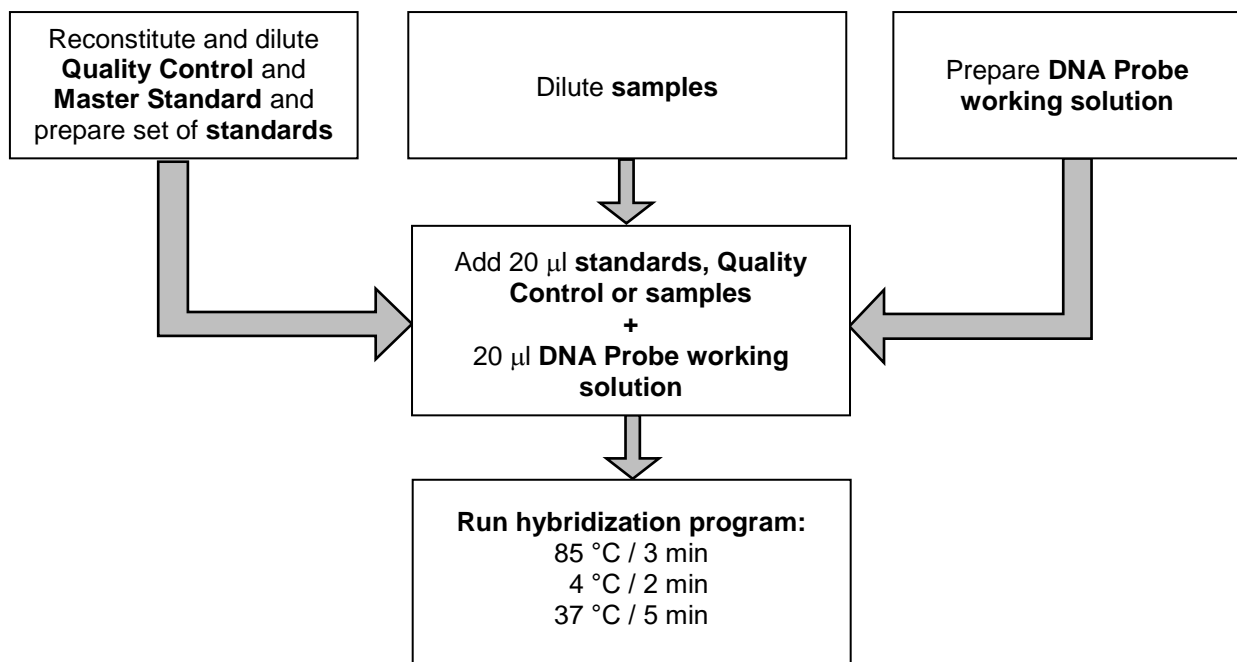 Reconstitute and dilute
Quality Control and
Master Standard and
prepare set of standards
Dilute samples
Prepare DNA Probe
working solution
Add 20 μl standards, Quality
Control or samples
+
20 μl DNA Probe working
solution
Run hybridization program:
85 °C / 3 min
4 °C / 2 min
37 °C / 5 min